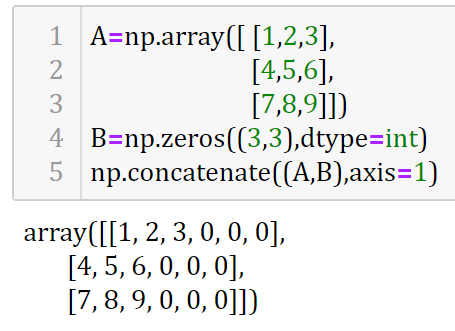 1 A=np.array([ [1,2,3],
2 [4,5,6],
3 [7,8,9]])
4 B=np.zeros((3,3),dtype=int)
5 np.concatenate((A,B),axis=1)
array([[1, 2, 3, 0, 0, 0],
[4, 5, 6, 0, 0, 0],
[7, 8, 9, 0, 0, 0]])